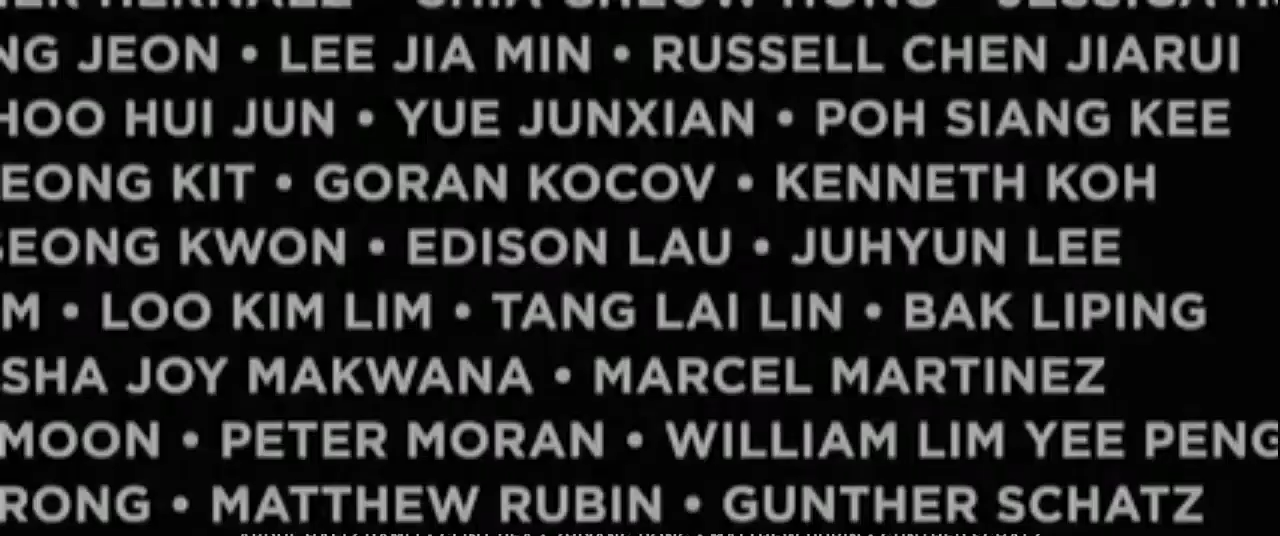 NG JEON • LEE JIA MIN • RUSSELL CHEN JIARUI
HOO HUI JUN • YUE JUNXIAN • POH SIANG KEE
EONG KIT • GORAN KOCOV • KENNETH KOH
SEONG KWON • EDISON LAU • JUHYUN LEE
M • LOO KIM LIM • TANG LAI LIN • BAK LIPING
SHA JOY MAKWANA • MARCEL MARTINEZ
MOON • PETER MORAN • WILLIAM LIM YEE PENG
RONG • MATTHEW RUBIN • GUNTHER SCHATZ